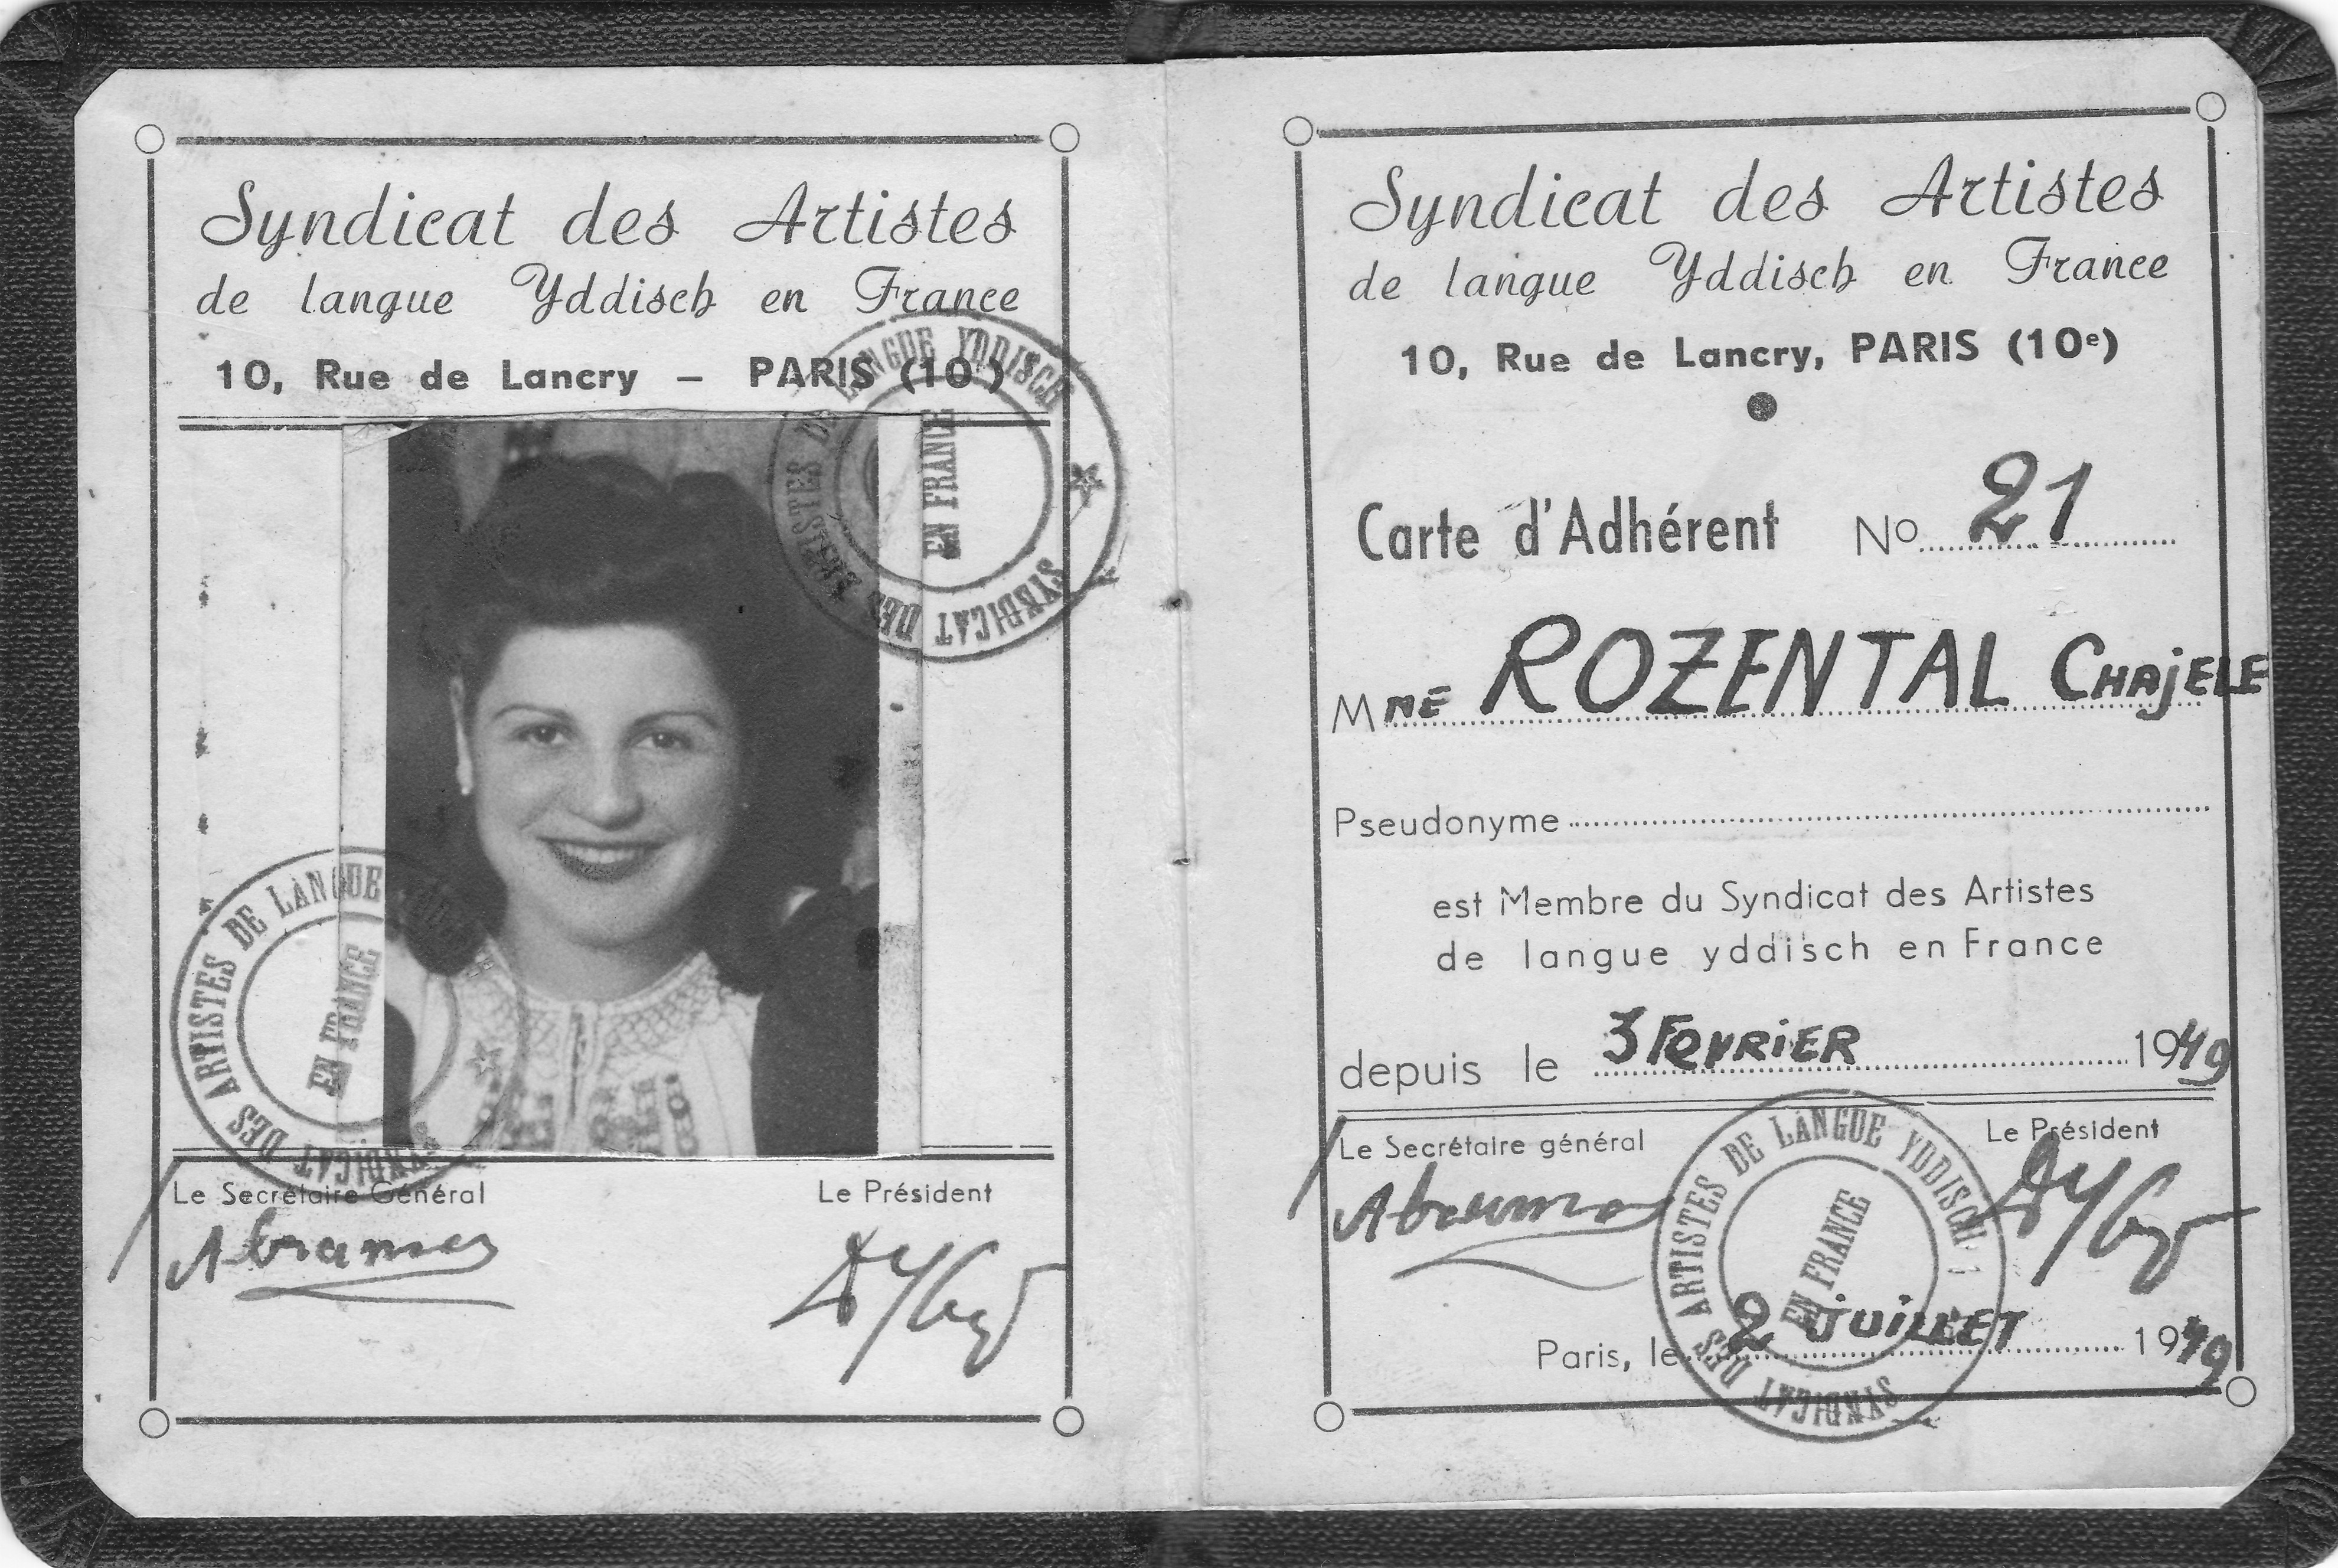 Syndicat des Artistes
de langue Yddisch en France
10, Rue de Lancry – PARIS (10e)
SYNDICAT DES ARTISTES DE LANGUE YDDISCH
EN FRANCE
SYNDICAT DES ARTISTES DE LANGUE
EN FRANCE
Le Secrétaire Général
Le Président
Syndicat des Artistes
de langue Yddisch en France
10, Rue de Lancry, PARIS (10e)
Carte d'Adhérent No 21
MME ROZENTAL CHAJELE
Pseudonyme
est Membre du Syndicat des Artistes
de langue yddisch en France
depuis le 3 FEVRIER 1949
Le Secrétaire général
Le Président
SYNDICAT DES ARTISTES DE LANGUE YDDISCH
EN FRANCE
Paris, le 2 JUILLET 1949